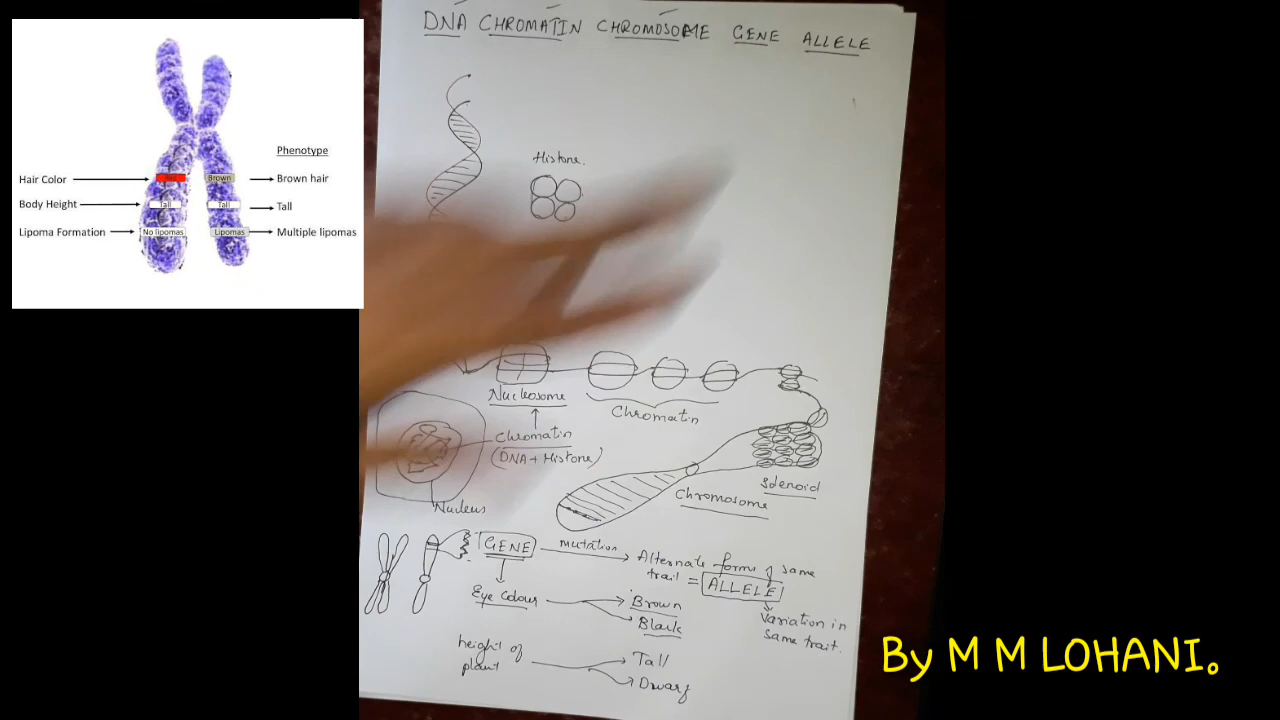 DNA CHROMATIN CHROMOSOME GENE ALLELE
Phenotype
Hair Color
Brown
Brown hair
Body Height
Tall
Tall
Tall
Lipoma Formation
No lipomas
Lipomas
Multiple lipomas
Histone.
Nucleosome
Chromatin
Chromatin
(DNA + Histone)
Solenoid
Chromosome
Nucleus
GENE
mutation
Alternate forms of same
trait = ALLELE
Variation in
same trait.
Eye colour
Brown
Black
height of
plant
Tall
Dwarf
By M M LOHANI.